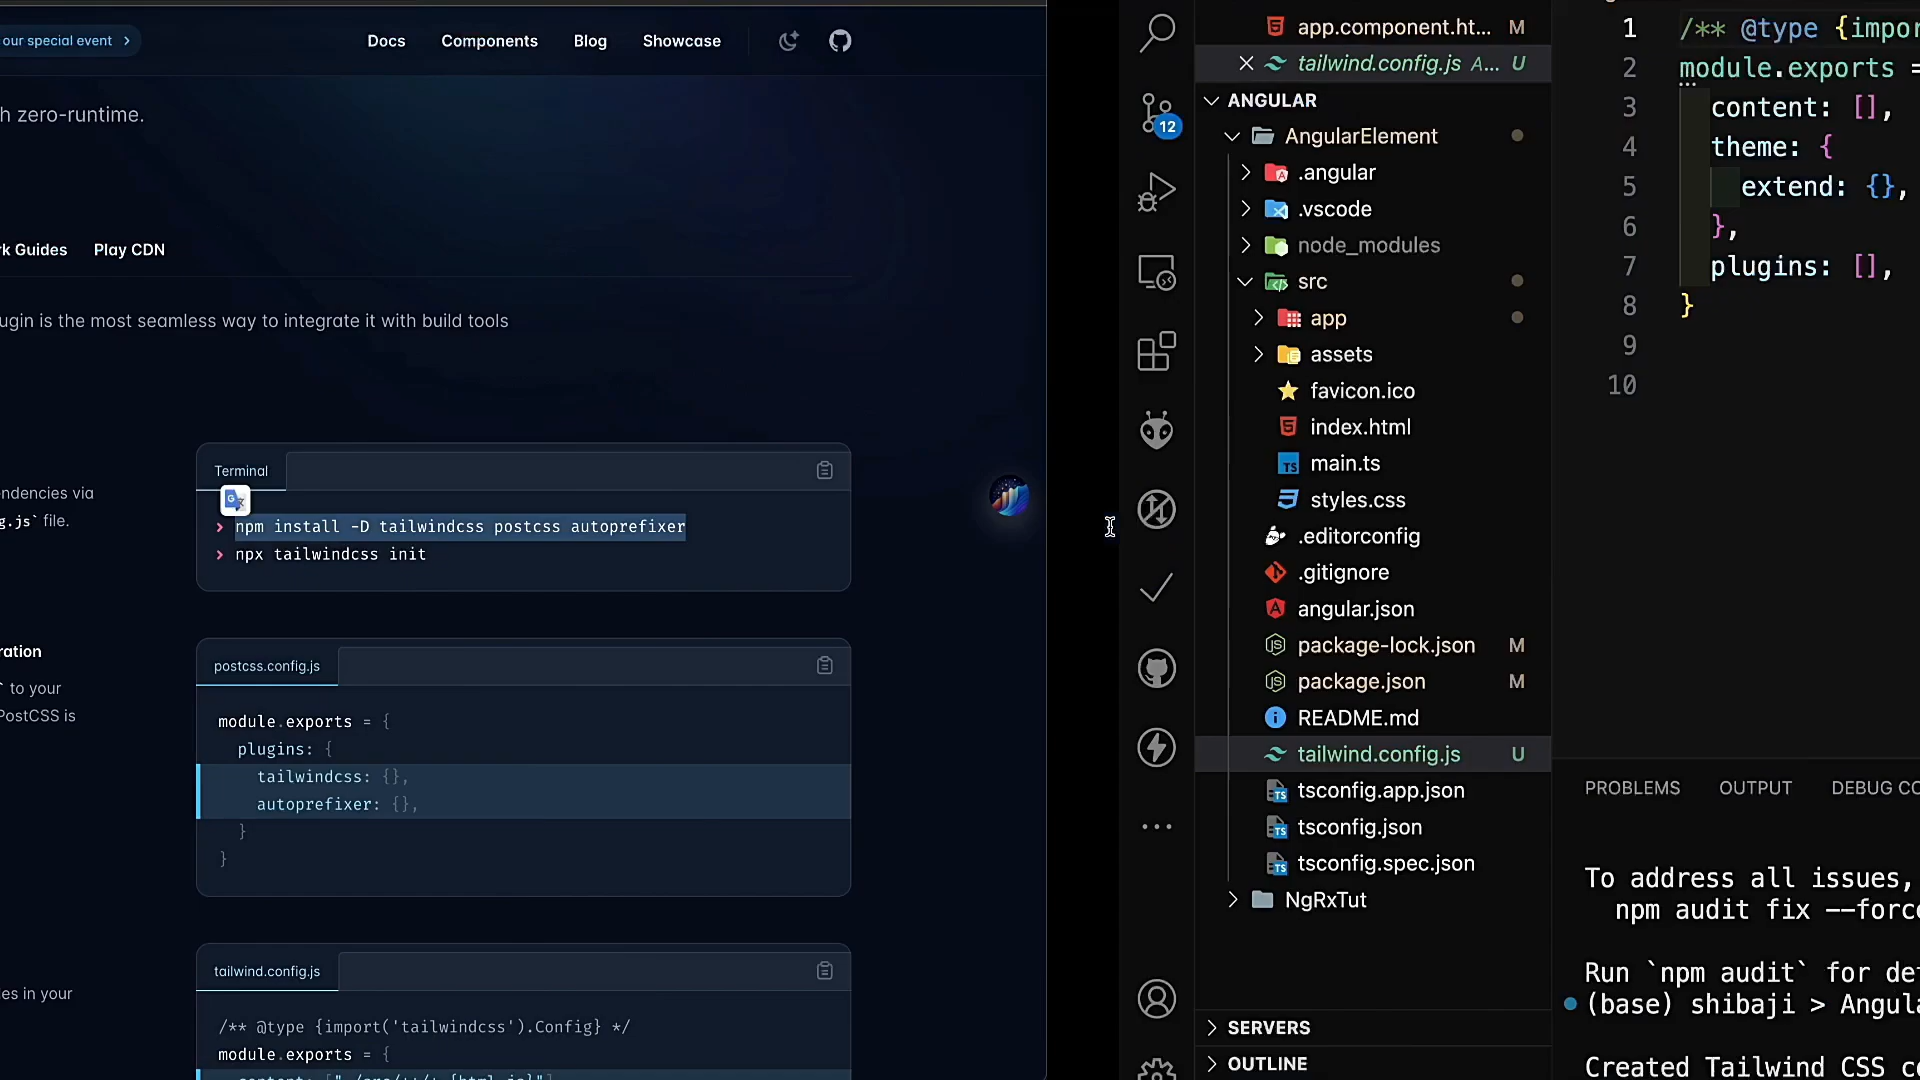 our special event
Docs
Components
Blog
Showcase
h zero-runtime.
k Guides
Play CDN
ugin is the most seamless way to integrate it with build tools
ndencies via
g.js` file.
Terminal
npm install -D tailwindcss postcss autoprefixer
npx tailwindcss init
ration
` to your
PostCSS is
postcss.config.js
module.exports = {
plugins: {
tailwindcss: {},
autoprefixer: {},
}
}
es in your
tailwind.config.js
/** @type {import('tailwindcss').Config} */
module.exports = {
12
app.component.ht... M
tailwind.config.js A... U
ANGULAR
AngularElement
.angular
.vscode
node_modules
src
app
assets
favicon.ico
index.html
main.ts
styles.css
.editorconfig
.gitignore
angular.json
package-lock.json M
package.json M
README.md
tailwind.config.js U
tsconfig.app.json
tsconfig.json
tsconfig.spec.json
NgRxTut
SERVERS
OUTLINE
1 /** @type {impor
2 module.exports =
3 content: [],
4 theme: {
5 extend: {},
6 },
7 plugins: [],
8 }
9
10
PROBLEMS
OUTPUT
DEBUG CO
To address all issues,
npm audit fix --forc
Run `npm audit` for de
(base) shibaji > Angul
Created Tailwind CSS c